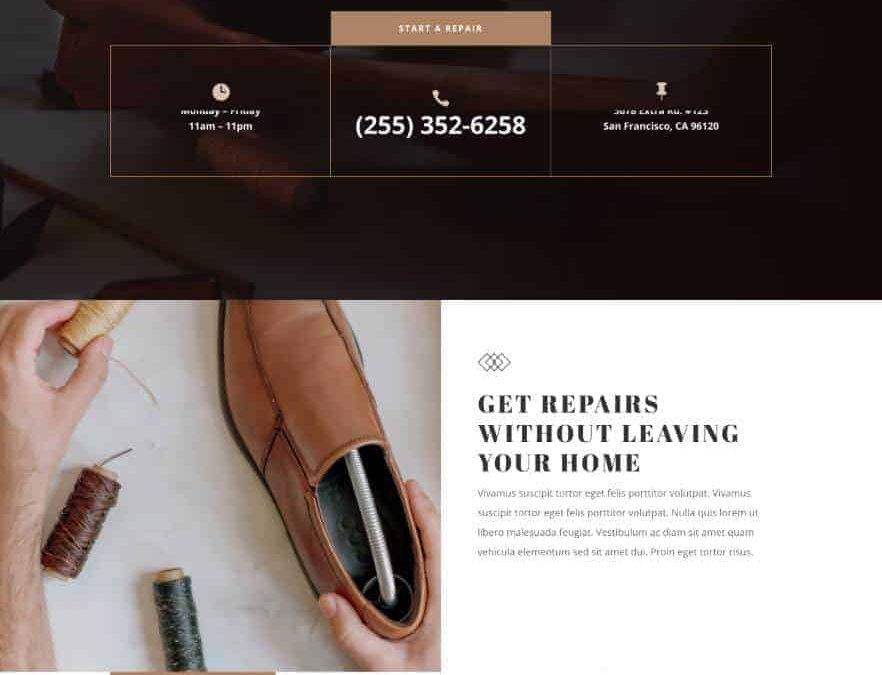 START A REPAIR
Monday – Friday
11am – 11pm
(255) 352-6258
5678 Extra Rd. #123
San Francisco, CA 96120
GET REPAIRS
WITHOUT LEAVING
YOUR HOME
Vivamus suscipit tortor eget felis porttitor volutpat. Vivamus
suscipit tortor eget felis porttitor volutpat. Nulla quis lorem ut
libero malesuada feugiat. Vestibulum ac diam sit amet quam
vehicula elementum sed sit amet dui. Proin eget tortor risus.